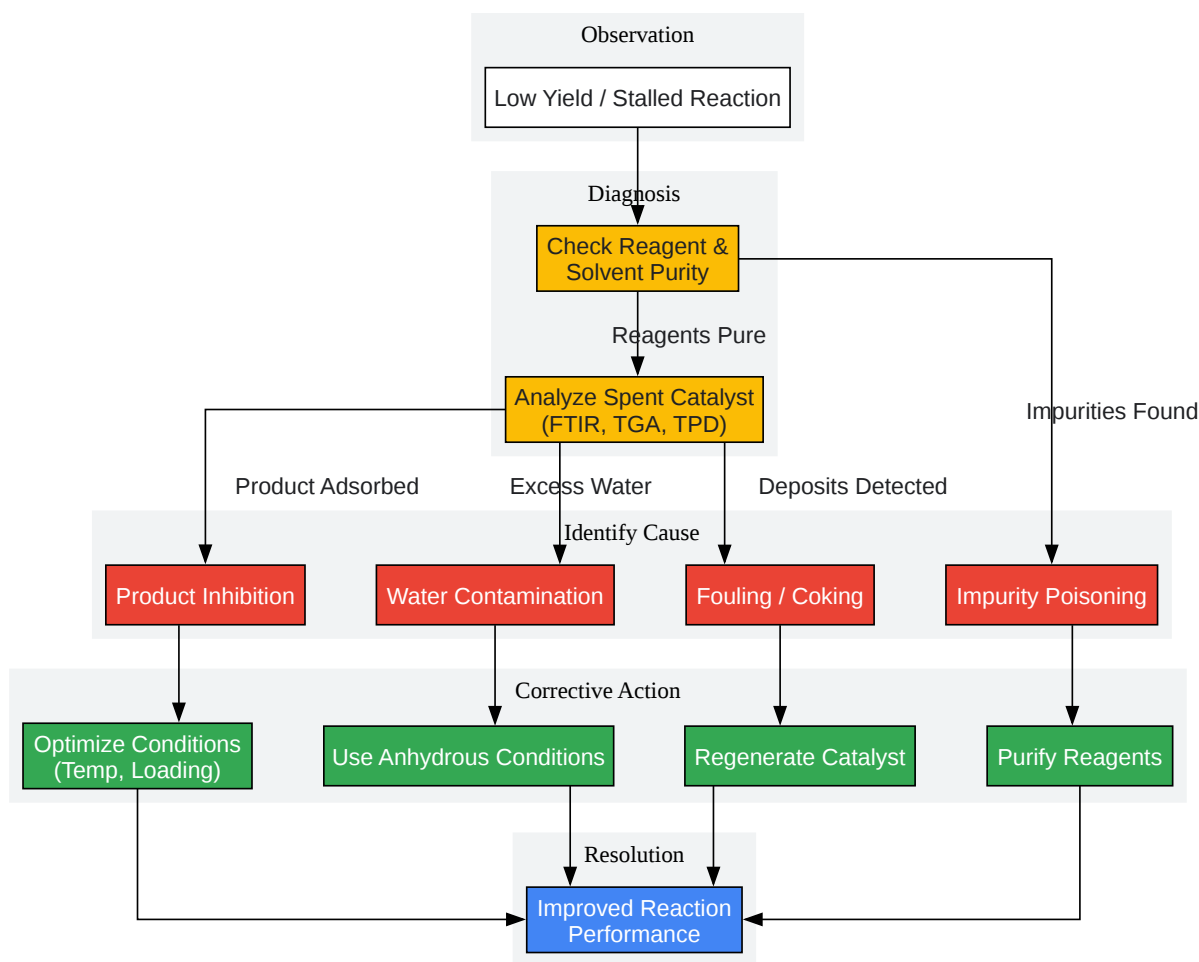 Observation
Low Yield / Stalled Reaction
Diagnosis
Check Reagent &
Solvent Purity
Reagents Pure
Analyze Spent Catalyst
(FTIR, TGA, TPD)
Impurities Found
Product Adsorbed
Excess Water
Deposits Detected
Identify Cause
Product Inhibition
Water Contamination
Fouling / Coking
Impurity Poisoning
Corrective Action
Optimize Conditions
(Temp, Loading)
Use Anhydrous Conditions
Regenerate Catalyst
Purify Reagents
Resolution
Improved Reaction
Performance